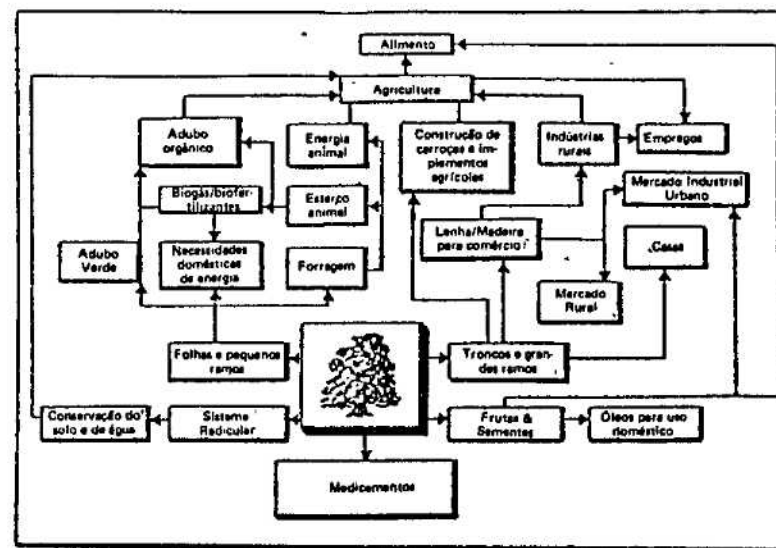 Alimento
Agricultura
Adubo
orgânico
Energia
animal
Construção de
carroças e im-
plementos
agrícolas
Indústrias
rurais
Empregos
Biogás/biofer-
tilizantes
Esterco
animal
Mercado Industrial
Urbano
Adubo
Verde
Necessidades
domésticas
de energia
Forragem
Lenha/Madeira
para comércio
Casas
Mercado
Rural
Folhas e pequenos
ramos
Troncos e gran-
des ramos
Conservação do
solo e de água
Sistema
Radicular
Frutas &
Sementes
Óleos para uso
doméstico
Medicamentos